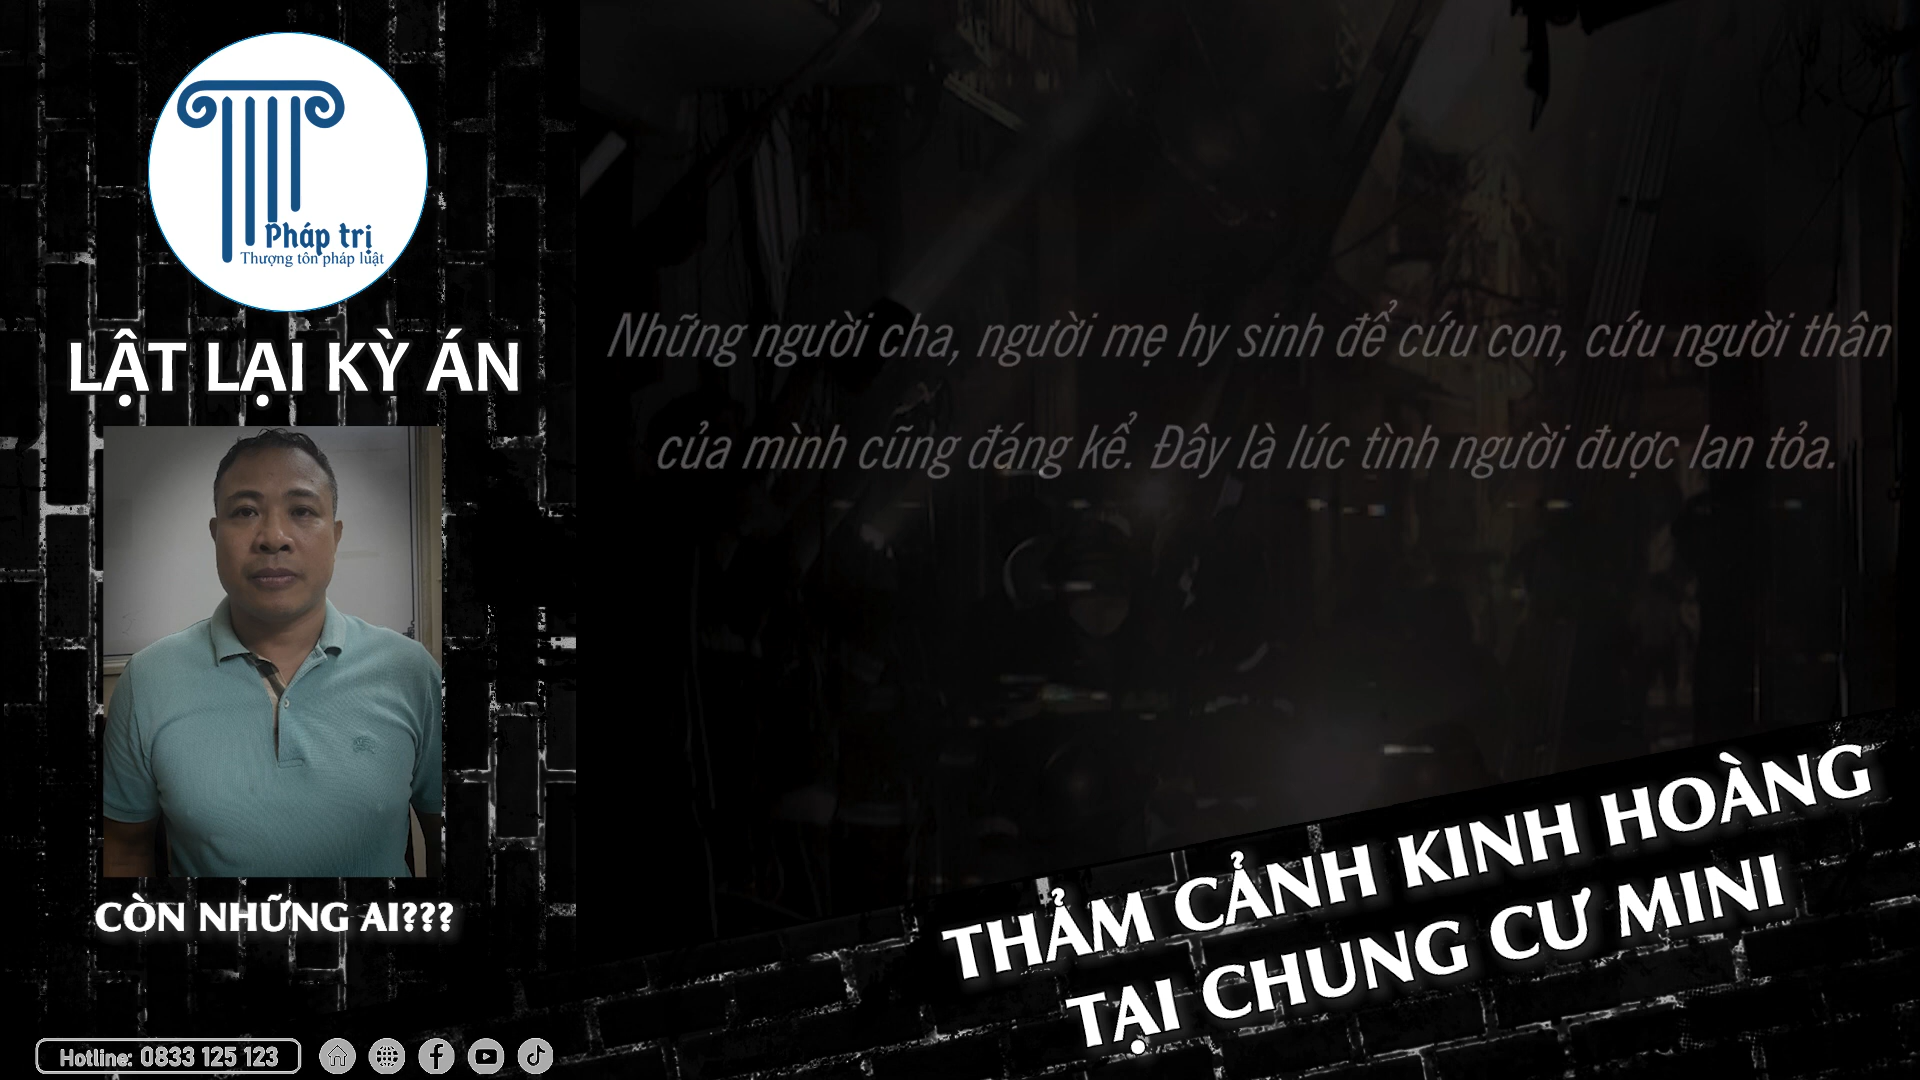 Pháp trị
Thượng tôn pháp luật
LẬT LẠI KỲ ÁN
CÒN NHỮNG AI???
Hotline: 0833 125 123
Những người cha, người mẹ hy sinh để cứu con, cứu người thân
của mình cũng đáng kể. Đây là lúc tình người được lan tỏa.
THẢM CẢNH KINH HOÀNG
TẠI CHUNG CƯ MINI